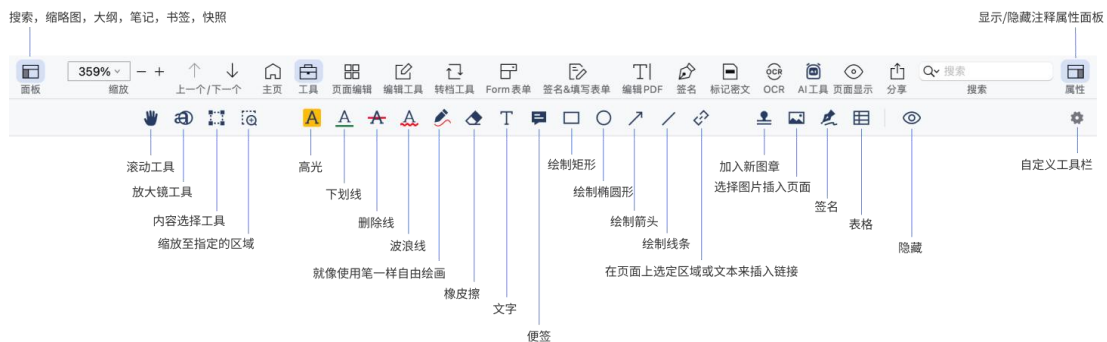 搜索，缩略图，大纲，笔记，书签，快照
显示/隐藏注释属性面板
359%
面板
缩放
上一个/下一个
主页
工具
页面编辑
编辑工具
转档工具
Form 表单
签名&填写表单
编辑PDF
签名
标记密文
OCR
OCR
AI
AI工具
页面显示
分享
搜索
搜索
属性
A
A
A
A
T
滚动工具
放大镜工具
内容选择工具
缩放至指定的区域
高光
下划线
删除线
波浪线
就像使用笔一样自由绘画
橡皮擦
文字
便签
绘制矩形
绘制椭圆形
绘制箭头
绘制线条
在页面上选定区域或文本来插入链接
加入新图章
选择图片插入页面
签名
表格
隐藏
自定义工具栏